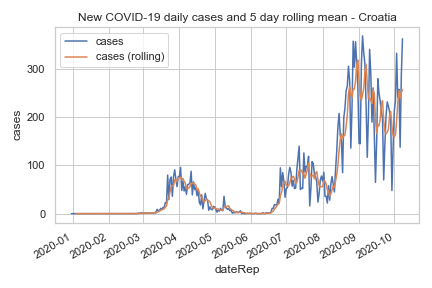 New COVID-19 daily cases and 5 day rolling mean - Croatia
cases
cases (rolling)
cases
300
200
100
0
2020-01
2020-02
2020-03
2020-04
2020-05
2020-06
2020-07
2020-08
2020-09
2020-10
dateRep